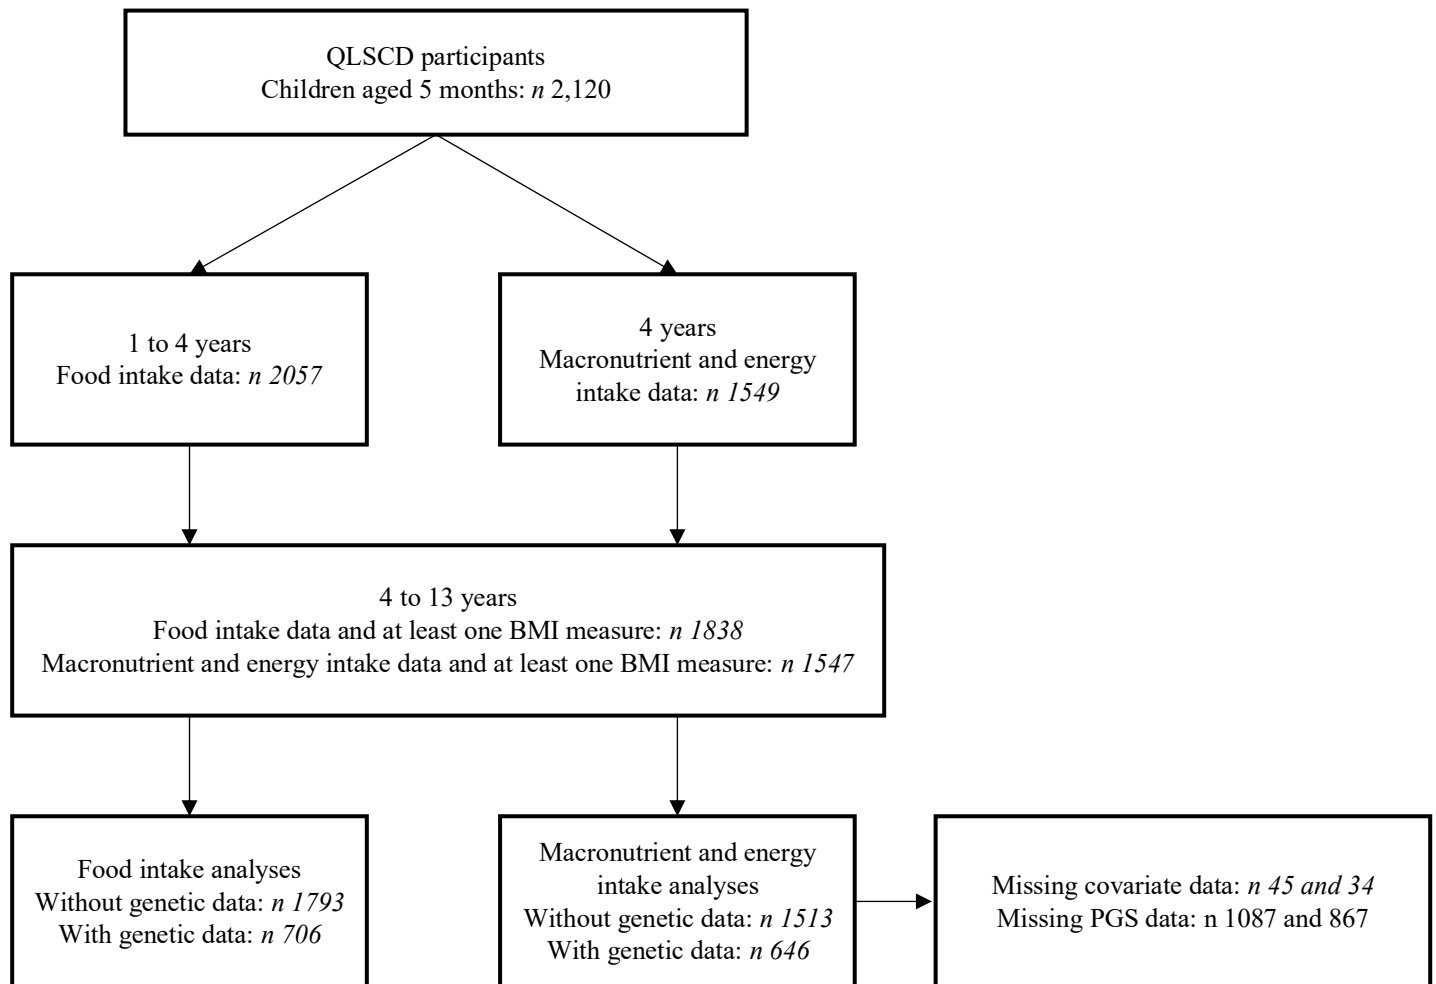 QLSCD participants
Children aged 5 months: n 2,120
1 to 4 years
Food intake data: n 2057
4 years
Macronutrient and energy
intake data: n 1549
4 to 13 years
Food intake data and at least one BMI measure: n 1838
Macronutrient and energy intake data and at least one BMI measure: n 1547
Food intake analyses
Without genetic data: n 1793
With genetic data: n 706
Macronutrient and energy
intake analyses
Without genetic data: n 1513
With genetic data: n 646
Missing covariate data: n 45 and 34
Missing PGS data: n 1087 and 867